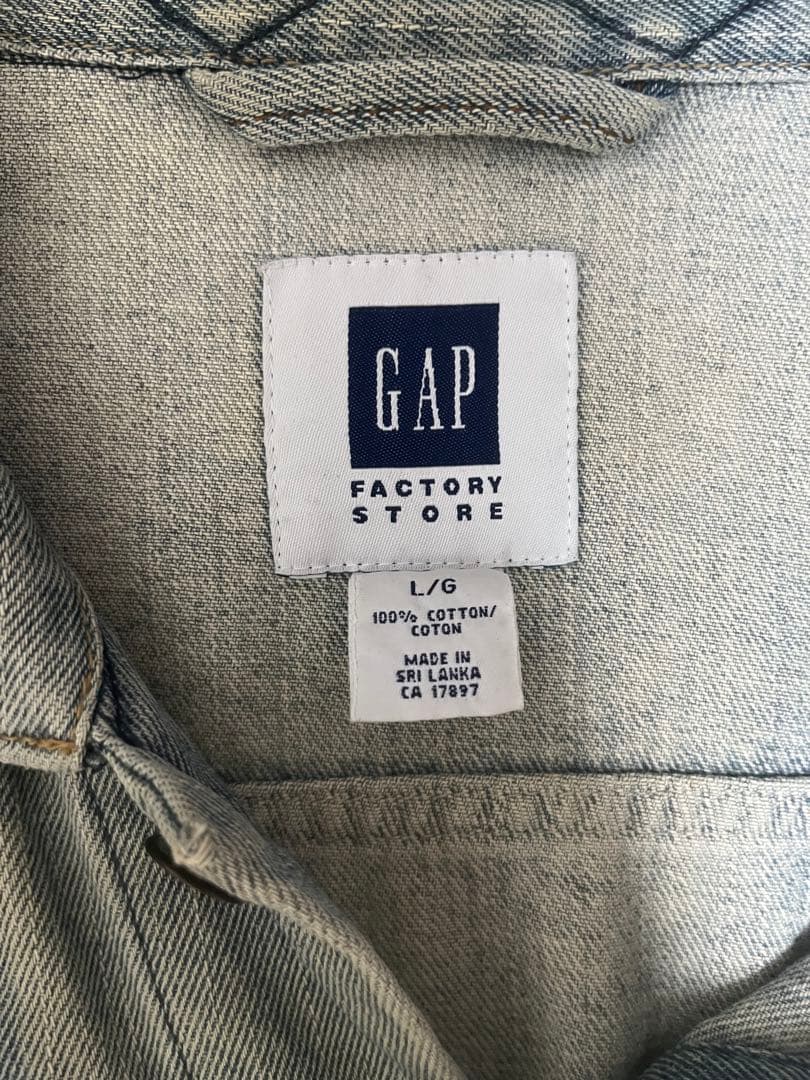 GAP
FACTORY
STORE
L/G
100% COTTON/
COTON
MADE IN
SRI LANKA
CA 17897